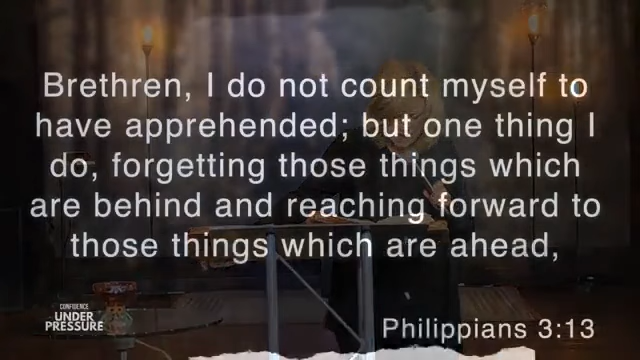 Brethren, I do not count myself to
have apprehended; but one thing I
do, forgetting those things which
are behind and reaching forward to
those things which are ahead,
Philippians 3:13
CONFIDENCE
UNDER
PRESSURE